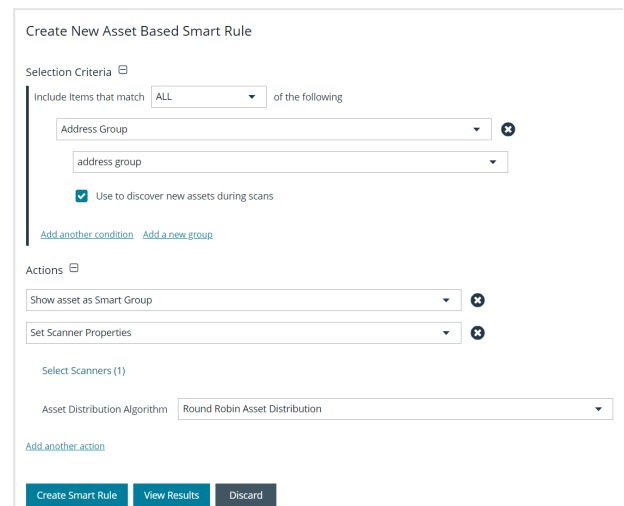 Create New Asset Based Smart Rule
Selection Criteria
Include Items that match ALL of the following
Address Group
address group
Use to discover new assets during scans
Add another condition Add a new group
Actions
Show asset as Smart Group
Set Scanner Properties
Select Scanners (1)
Asset Distribution Algorithm Round Robin Asset Distribution
Add another action
Create Smart Rule View Results Discard